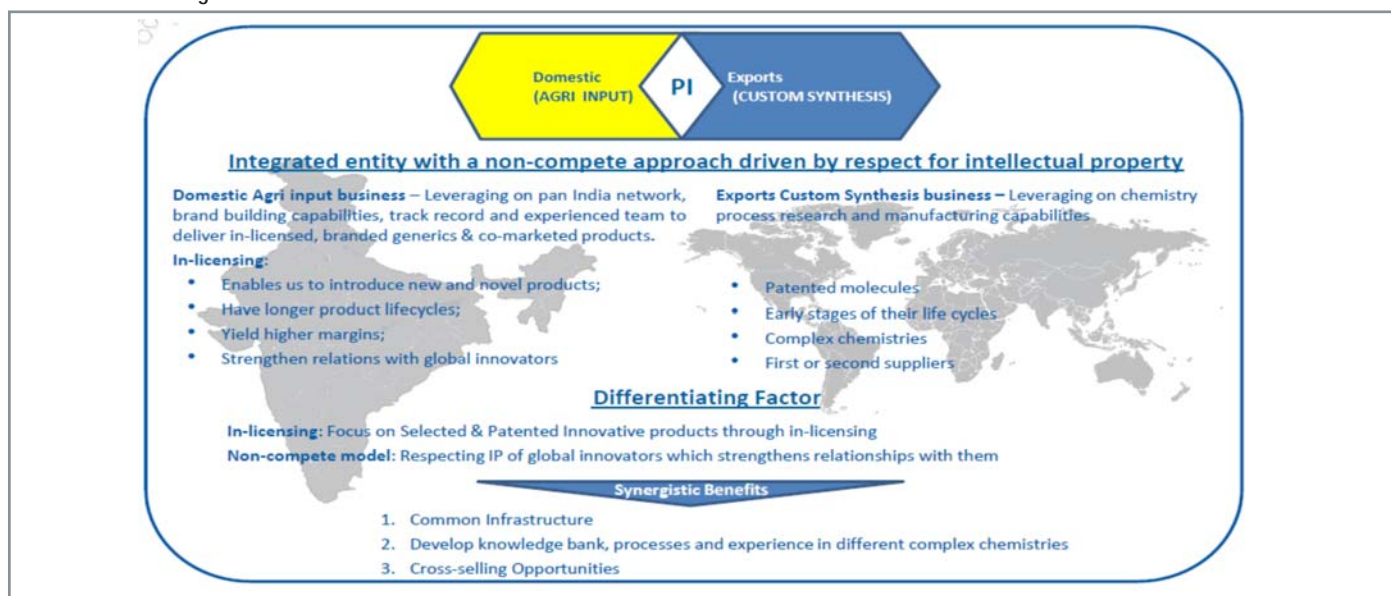 Domestic
(AGRI INPUT)
PI
Exports
(CUSTOM SYNTHESIS)
Integrated entity with a non-compete approach driven by respect for intellectual property
Domestic Agri input business – Leveraging on pan India network,
brand building capabilities, track record and experienced team to
deliver in-licensed, branded generics & co-marketed products.
In-licensing:
• Enables us to introduce new and novel products;
• Have longer product lifecycles;
• Yield higher margins;
• Strengthen relations with global innovators
Exports Custom Synthesis business – Leveraging on chemistry
process research and manufacturing capabilities
• Patented molecules
• Early stages of their life cycles
• Complex chemistries
• First or second suppliers
Differentiating Factor
In-licensing: Focus on Selected & Patented Innovative products through in-licensing
Non-compete model: Respecting IP of global innovators which strengthens relationships with them
Synergistic Benefits
1. Common Infrastructure
2. Develop knowledge bank, processes and experience in different complex chemistries
3. Cross-selling Opportunities